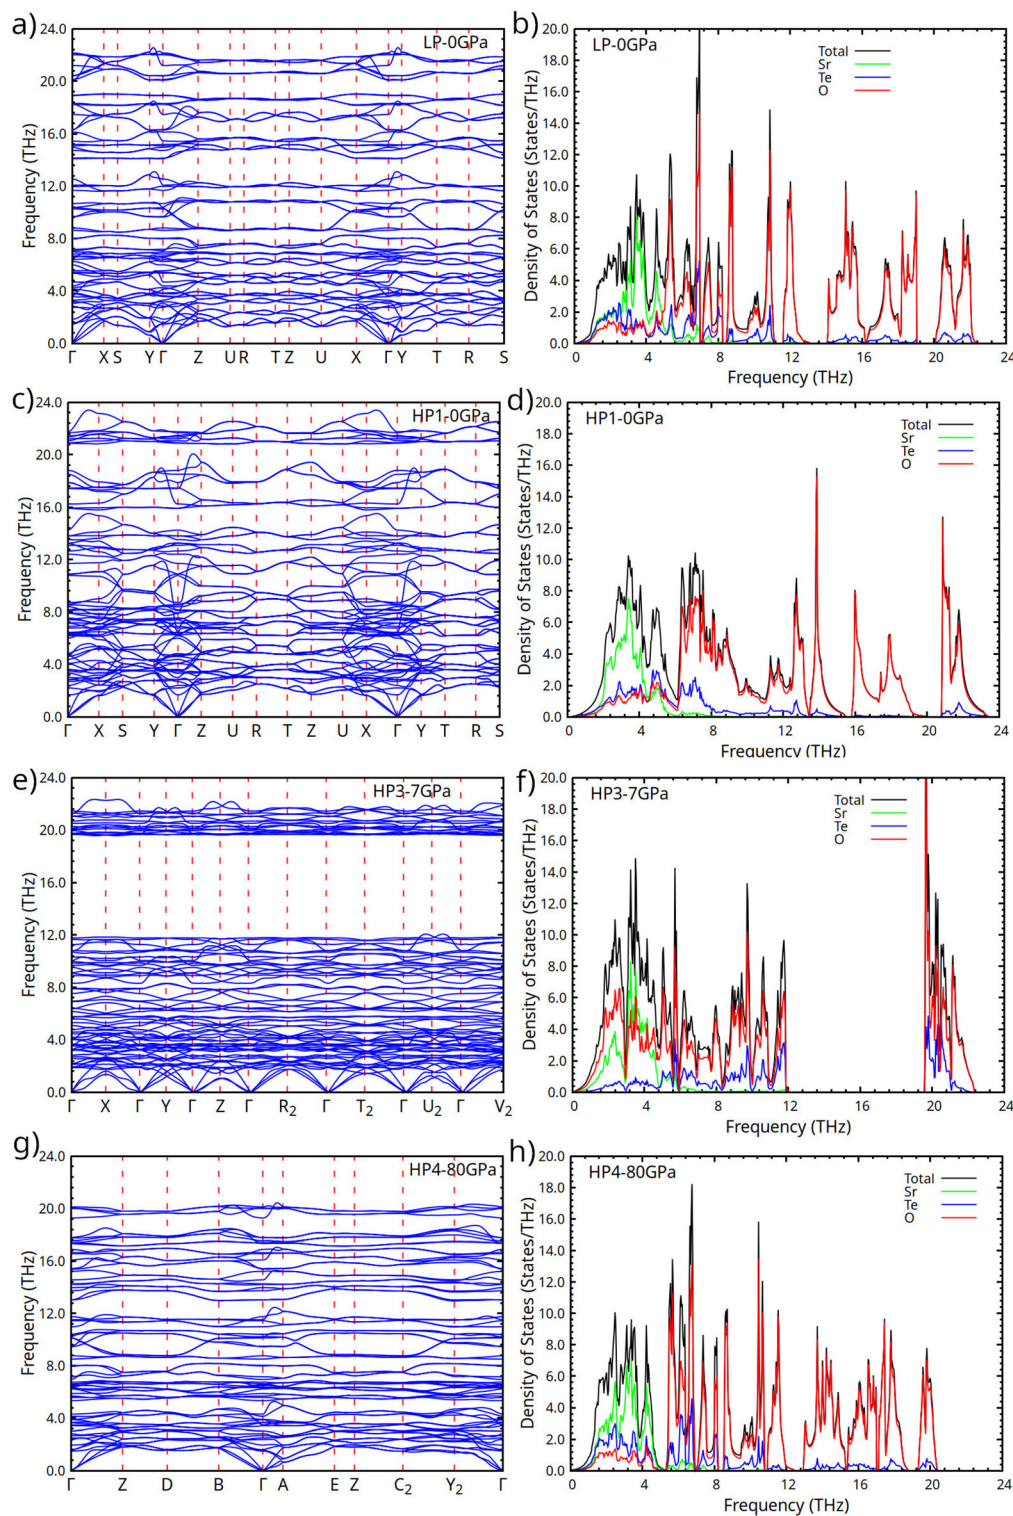 a)
LP-0GPa
24.0
20.0
16.0
12.0
8.0
4.0
0.0
Frequency (THz)
Γ X S Y Γ Z U R T Z U X Γ Y T R S
b)
LP-0GPa
Total
Sr
Te
O
20.0
18.0
16.0
14.0
12.0
10.0
8.0
6.0
4.0
2.0
0.0
Density of States (States/THz)
0 4 8 12 16 20 24
Frequency (THz)
c)
HP1-0GPa
24.0
20.0
16.0
12.0
8.0
4.0
0.0
Frequency (THz)
Γ X S Y Γ Z U R T Z U X Γ Y T R S
d)
HP1-0GPa
Total
Sr
Te
O
20.0
18.0
16.0
14.0
12.0
10.0
8.0
6.0
4.0
2.0
0.0
Density of States (States/THz)
0 4 8 12 16 20 24
Frequency (THz)
e)
HP3-7GPa
24.0
20.0
16.0
12.0
8.0
4.0
0.0
Frequency (THz)
Γ X Γ Y Γ Z Γ R2 Γ T2 Γ U2 Γ V2
f)
HP3-7GPa
Total
Sr
Te
O
20.0
18.0
16.0
14.0
12.0
10.0
8.0
6.0
4.0
2.0
0.0
Density of States (States/THz)
0 4 8 12 16 20 24
Frequency (THz)
g)
HP4-80GPa
24.0
20.0
16.0
12.0
8.0
4.0
0.0
Frequency (THz)
Γ Z D B Γ A E Z C2 Y2 Γ
h)
HP4-80GPa
Total
Sr
Te
O
20.0
18.0
16.0
14.0
12.0
10.0
8.0
6.0
4.0
2.0
0.0
Density of States (States/THz)
0 4 8 12 16 20 24
Frequency (THz)